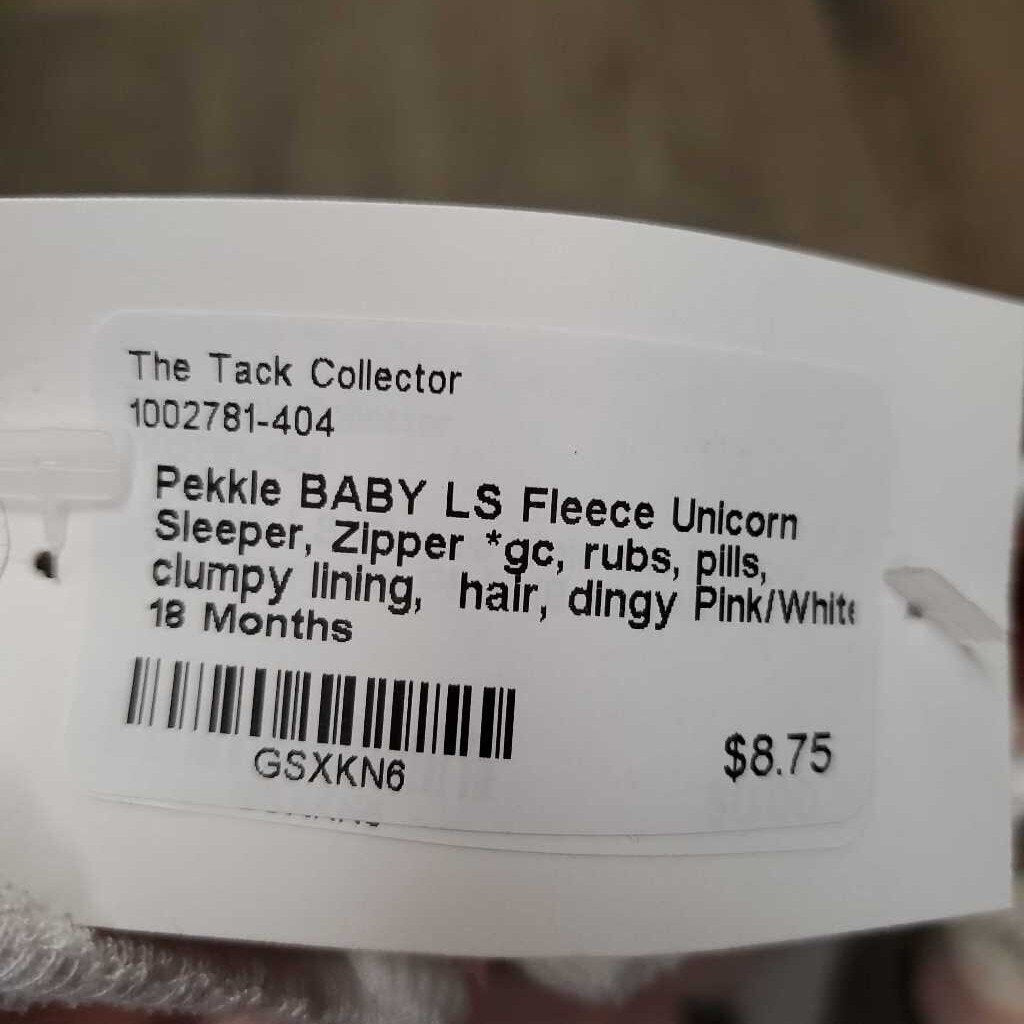 The Tack Collector
1002781-404
Pekkle BABY LS Fleece Unicorn
Sleeper, Zipper *gc, rubs, pills,
clumpy lining, hair, dingy Pink/White
18 Months
GSXKN6
$8.75